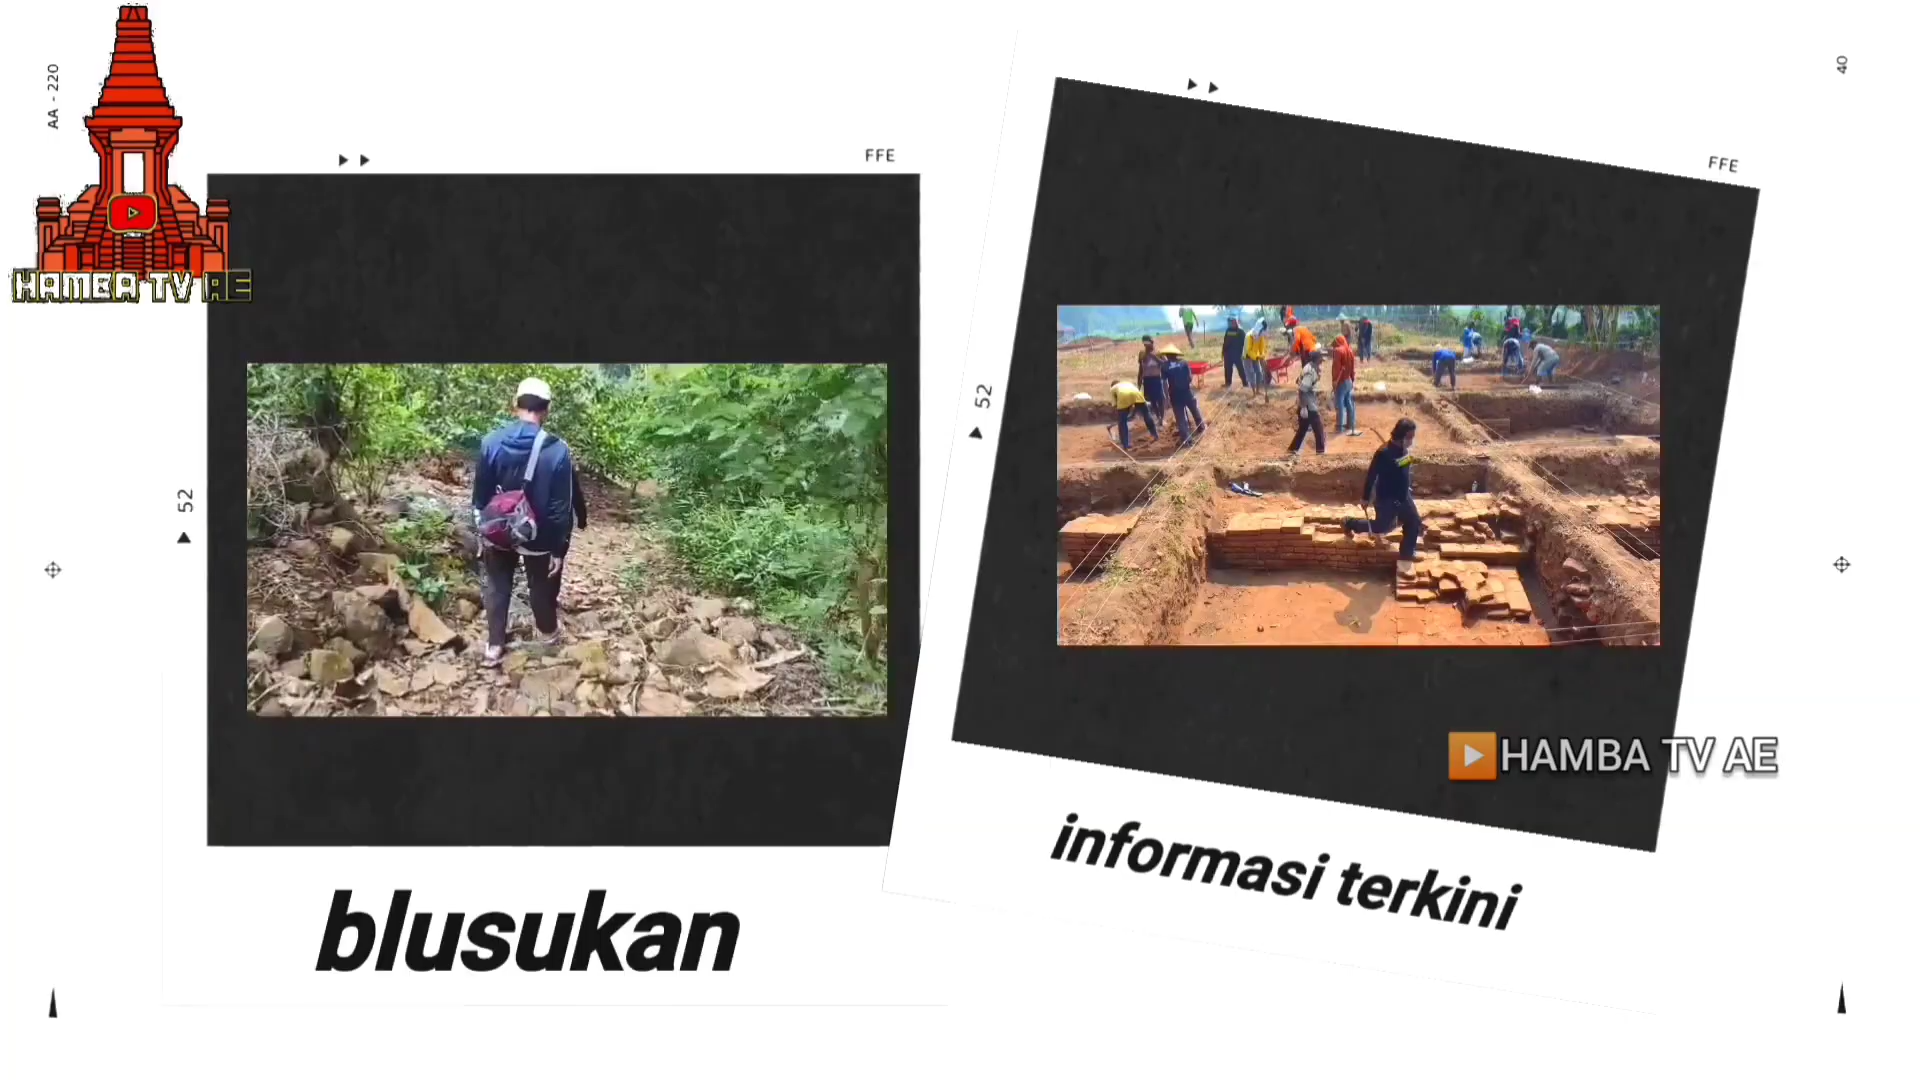 AA - 220
40
FFE
FFE
HAMBA TV AE
52
52
HAMBA TV AE
informasi terkini
blusukan